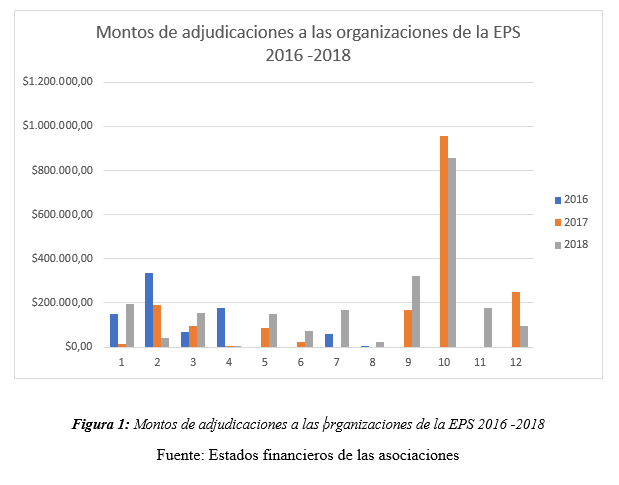 Montos de adjudicaciones a las organizaciones de la EPS
2016 -2018
$1.200.000,00
$1.000.000,00
$800.000,00
$600.000,00
$400.000,00
$200.000,00
$0,00
1 2 3 4 5 6 7 8 9 10 11 12
2016
2017
2018
Figura 1: Montos de adjudicaciones a las organizaciones de la EPS 2016 -2018
Fuente: Estados financieros de las asociaciones